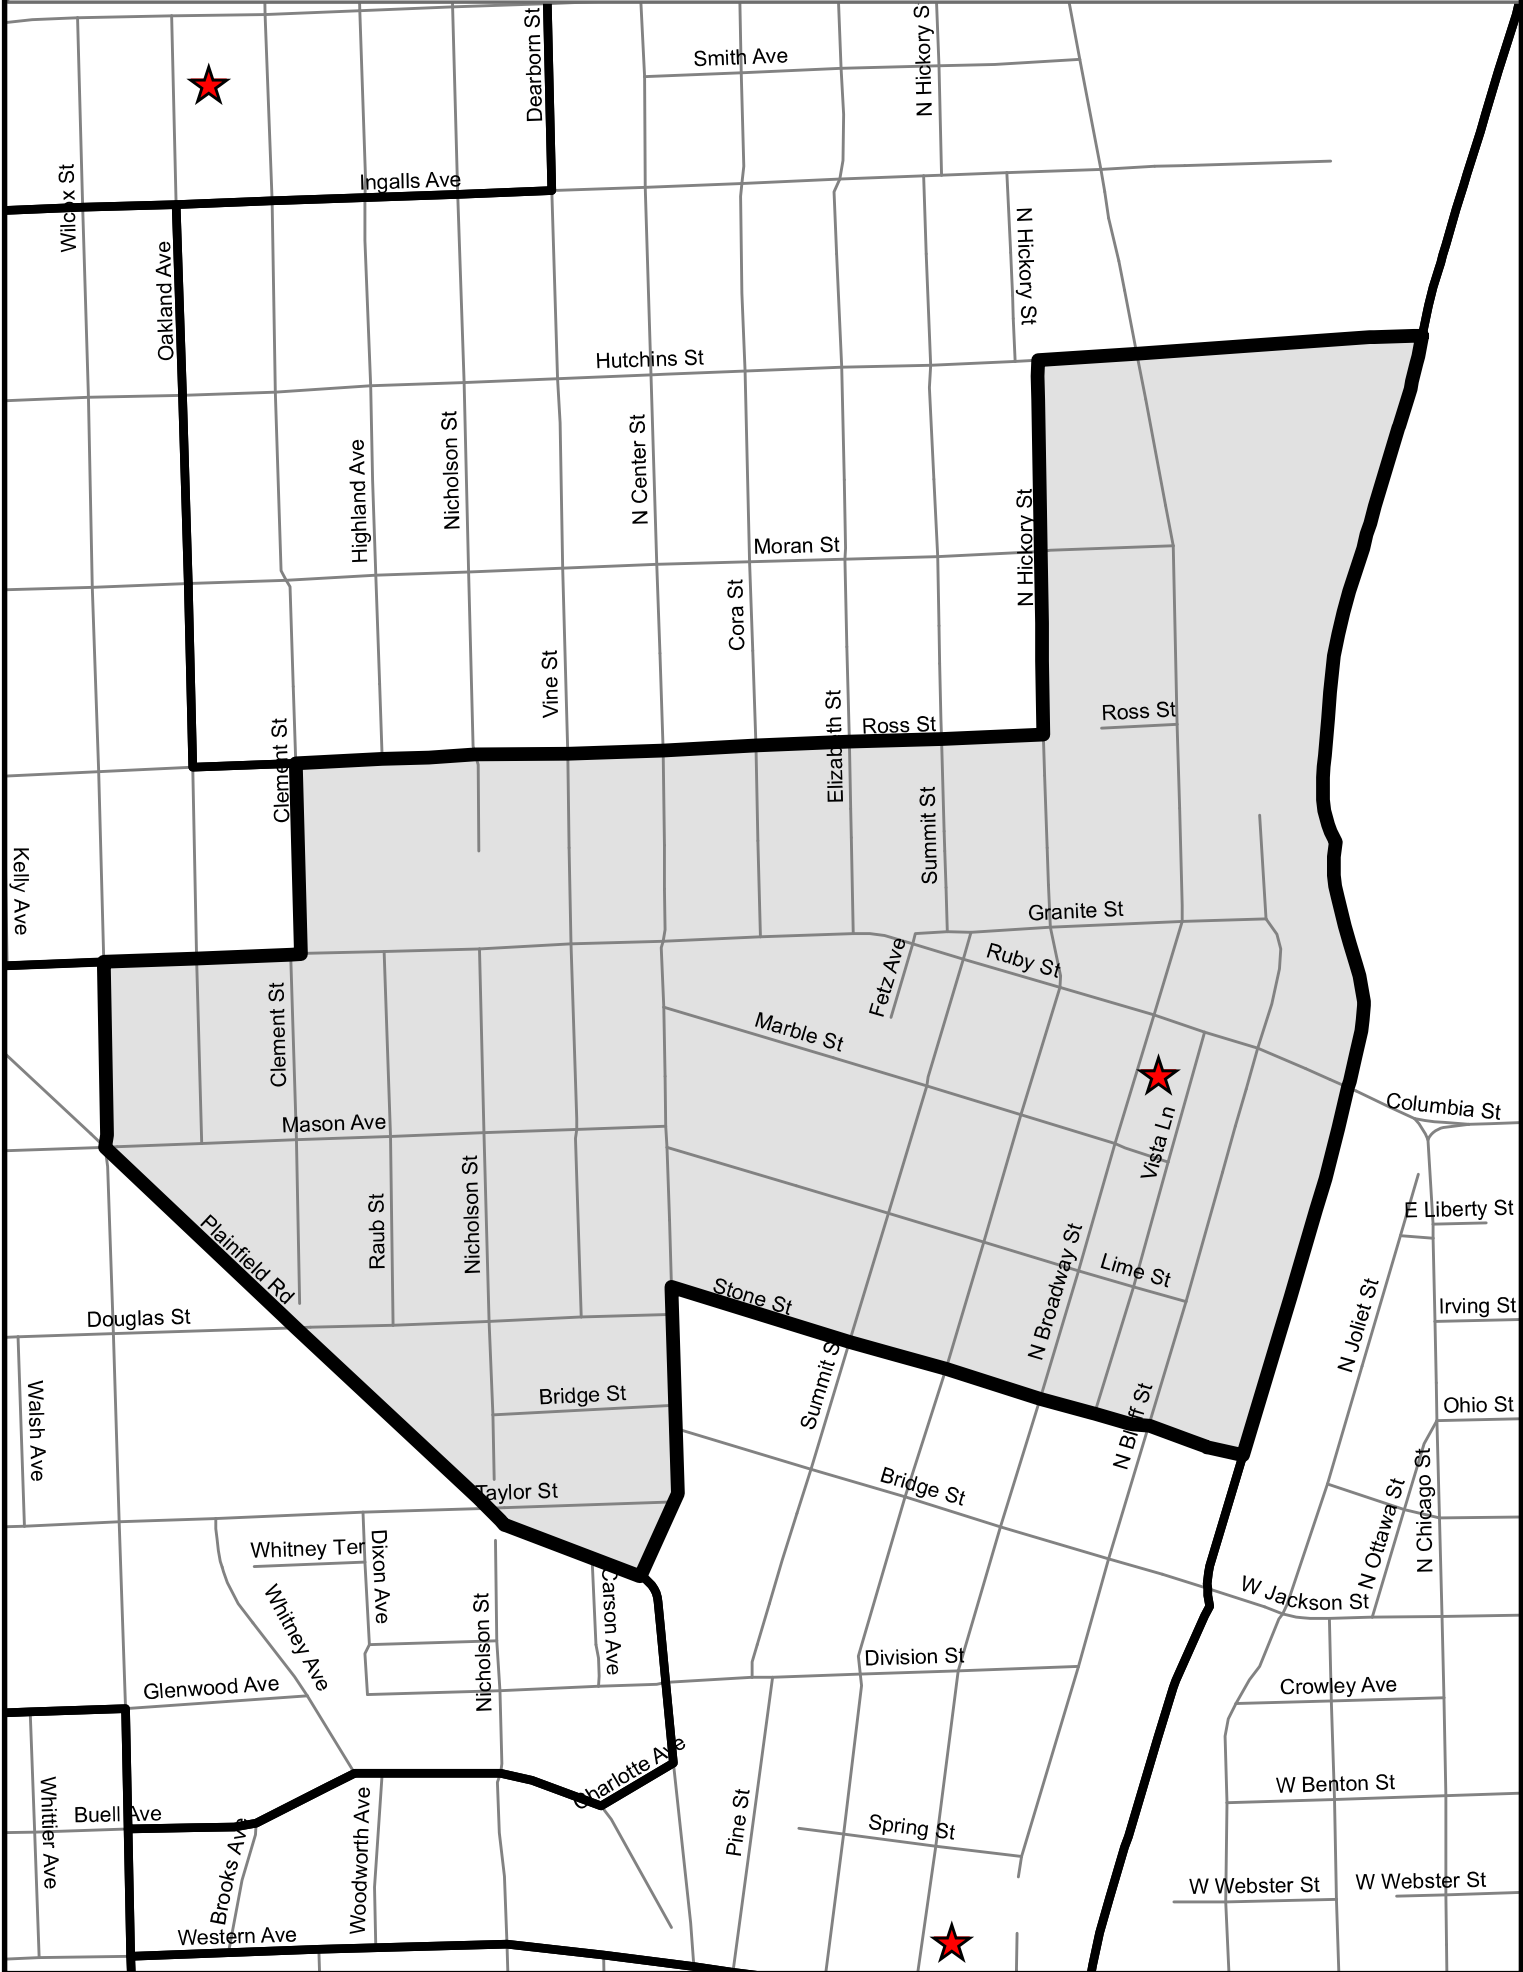 Dearborn St
Smith Ave
N Hickory S
Wilcox St
Ingalls Ave
Oakland Ave
N Hickory St
Hutchins St
Highland Ave
Nicholson St
N Center St
Moran St
N Hickory St
Cora St
Vine St
Clement St
Elizabeth St
Ross St
Ross St
Summit St
Kelly Ave
Granite St
Fetz Ave
Ruby St
Clement St
Marble St
Columbia St
Mason Ave
Vista Ln
Plainfield Rd
Raub St
Nicholson St
E Liberty St
N Broadway St
Lime St
Stone St
N Joliet St
Irving St
Douglas St
Summit S
Walsh Ave
Bridge St
N Bluff St
Ohio St
Taylor St
Bridge St
N Ottawa St
N Chicago St
Whitney Ter
Dixon Ave
Whitney Ave
Nicholson St
Carson Ave
W Jackson St
Division St
Glenwood Ave
Crowley Ave
Charlotte Ave
W Benton St
Whittier Ave
Buell Ave
Brooks Ave
Woodworth Ave
Pine St
Spring St
W Webster St
W Webster St
Western Ave